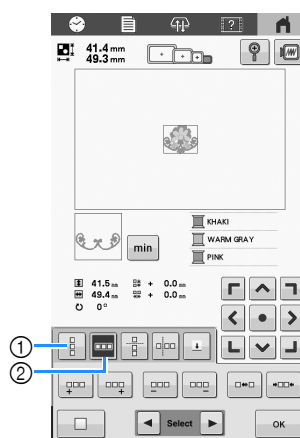 41.4 mm
49.3 mm
KHAKI
WARM GRAY
PINK
min
41.5 mm + 0.0 mm
49.4 mm + 0.0 mm
0°
1
2
Select
OK